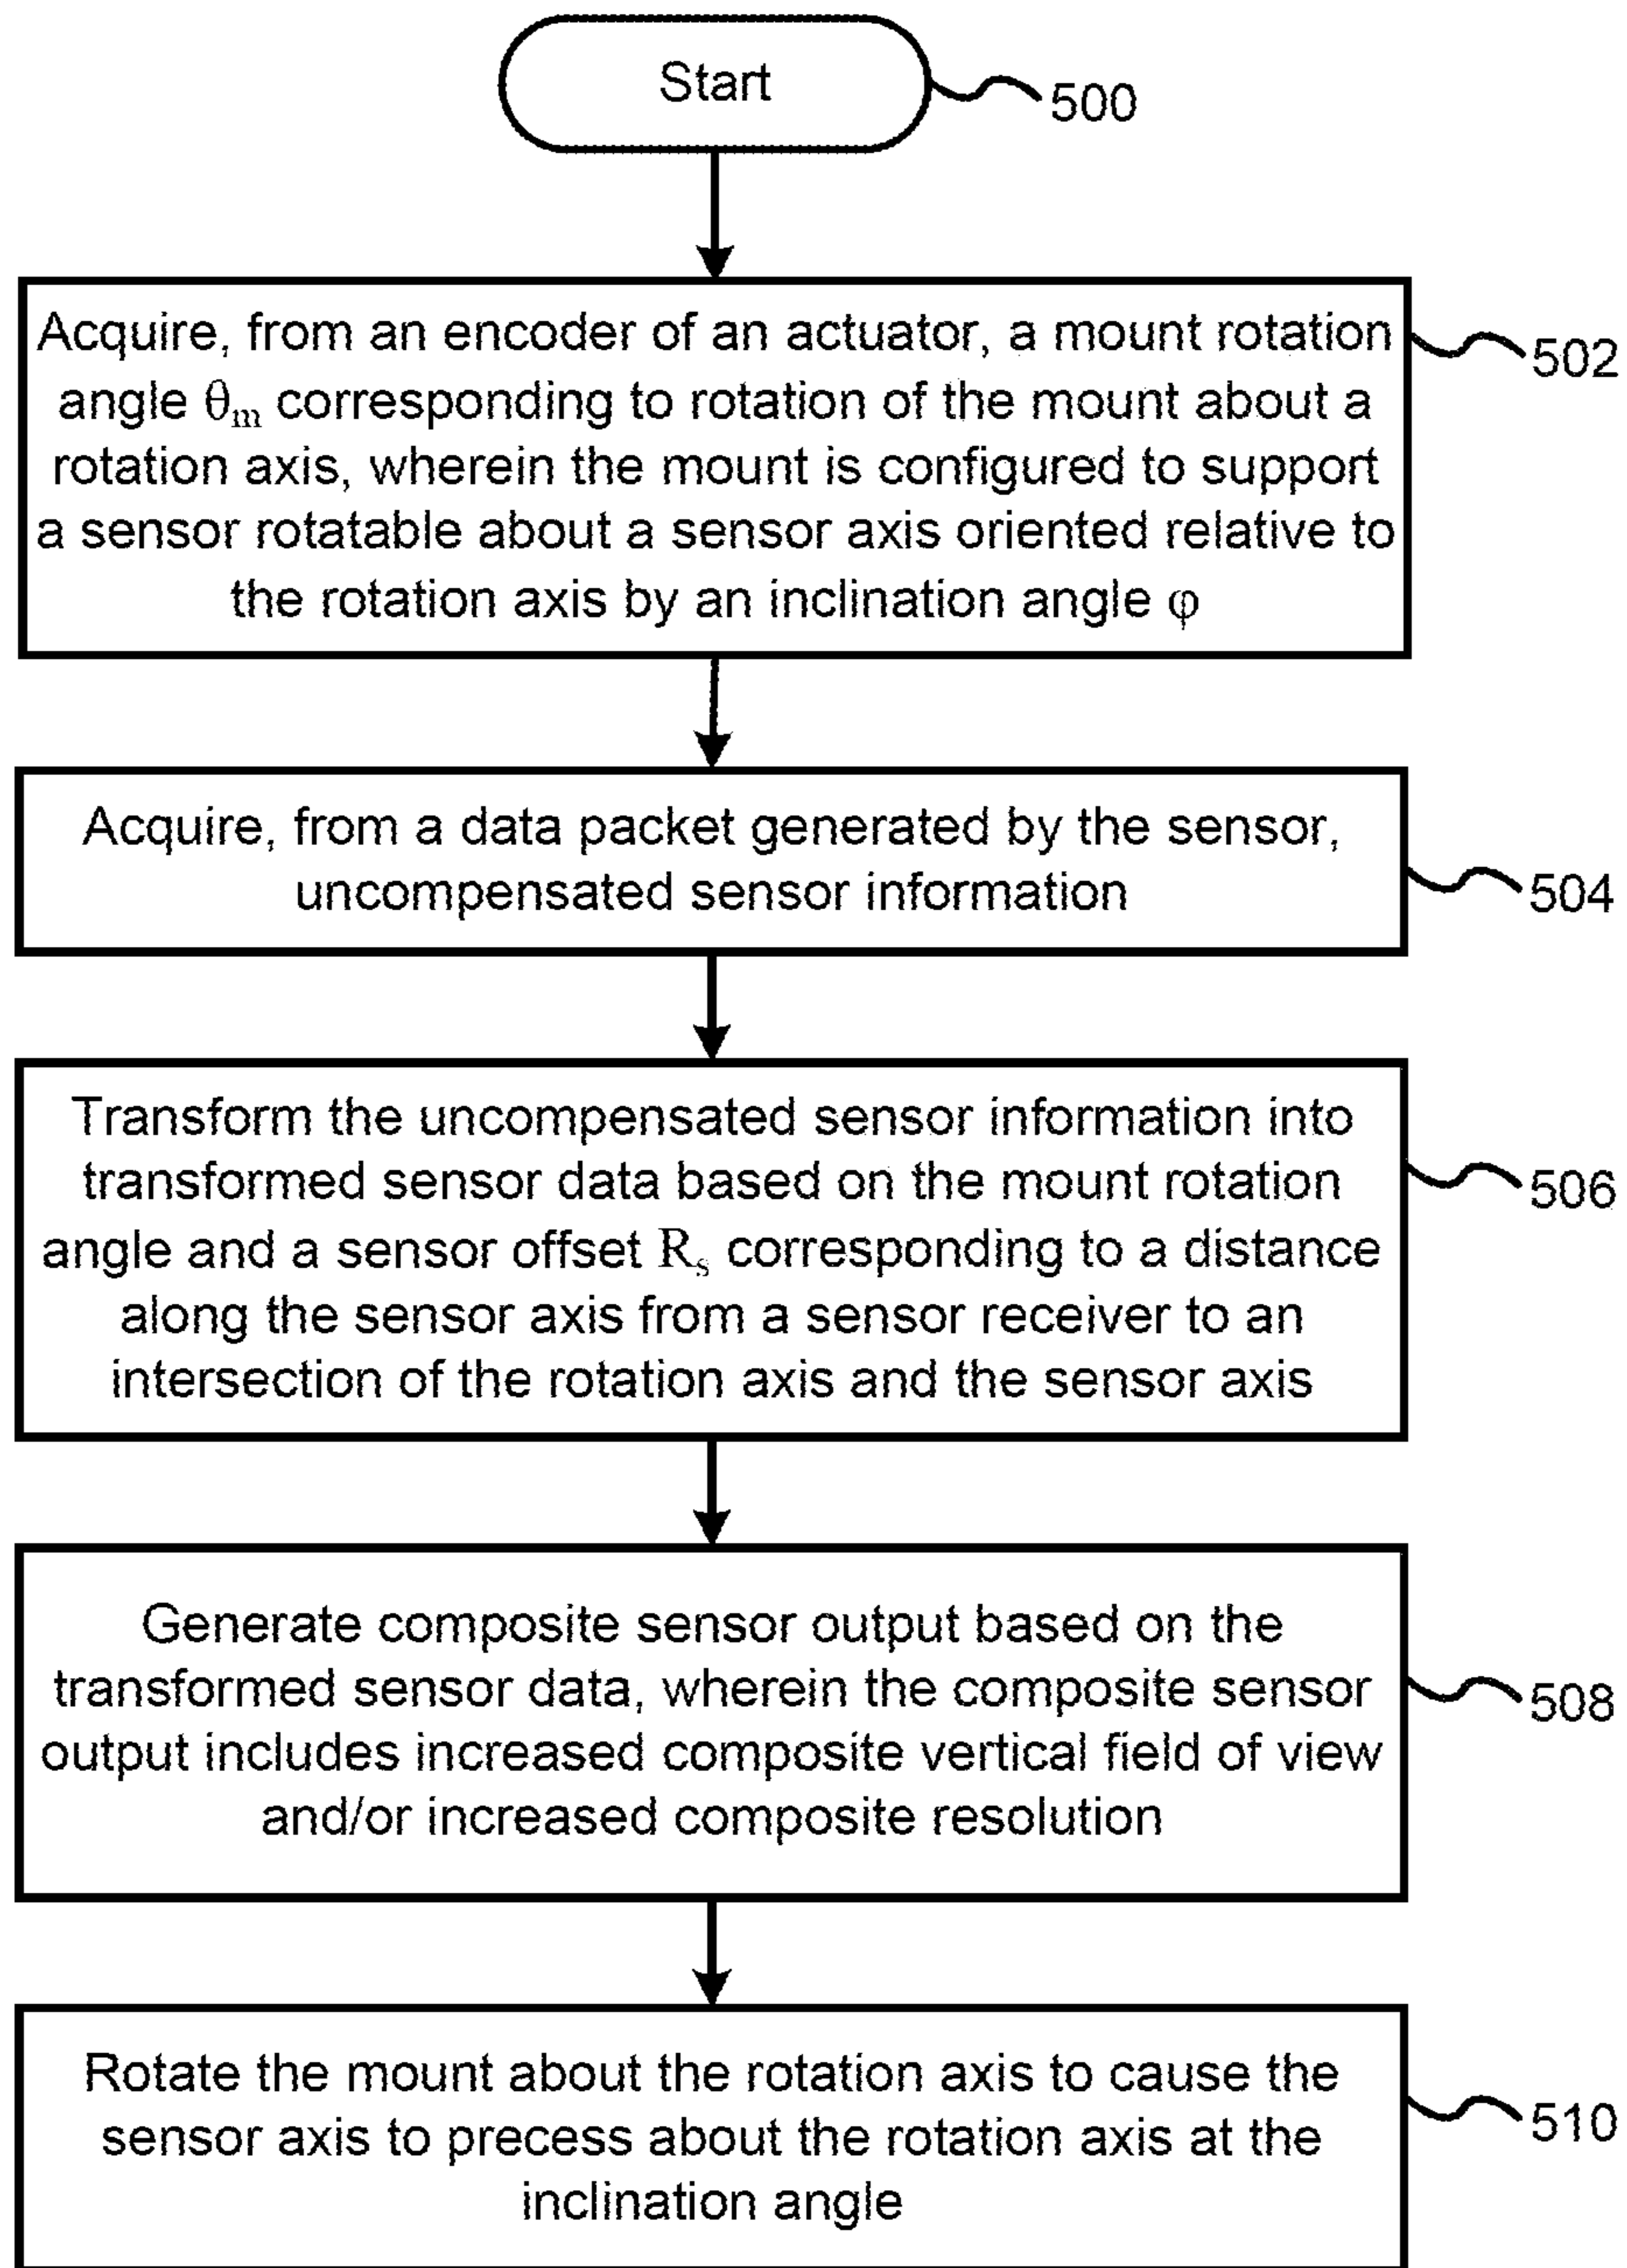 Start
500
Acquire, from an encoder of an actuator, a mount rotation
angle θm corresponding to rotation of the mount about a
rotation axis, wherein the mount is configured to support
a sensor rotatable about a sensor axis oriented relative to
the rotation axis by an inclination angle φ
502
Acquire, from a data packet generated by the sensor,
uncompensated sensor information
504
Transform the uncompensated sensor information into
transformed sensor data based on the mount rotation
angle and a sensor offset Rs corresponding to a distance
along the sensor axis from a sensor receiver to an
intersection of the rotation axis and the sensor axis
506
Generate composite sensor output based on the
transformed sensor data, wherein the composite sensor
output includes increased composite vertical field of view
and/or increased composite resolution
508
Rotate the mount about the rotation axis to cause the
sensor axis to precess about the rotation axis at the
inclination angle
510